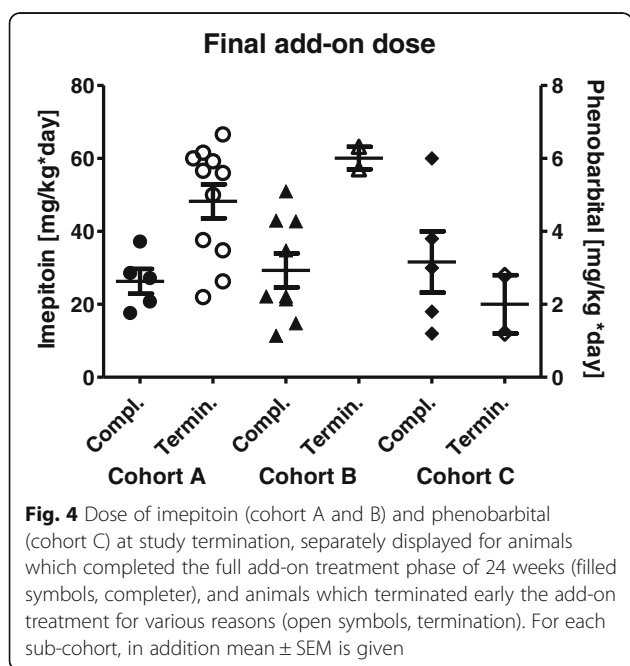 Final add-on dose
Imepitoin [mg/kg*day]
80
60
40
20
0
Phenobarbital [mg/kg *day]
8
6
4
2
0
Compl.
Termin.
Compl.
Termin.
Compl.
Termin.
Cohort A
Cohort B
Cohort C
Fig. 4 Dose of imepitoin (cohort A and B) and phenobarbital
(cohort C) at study termination, separately displayed for animals
which completed the full add-on treatment phase of 24 weeks (filled
symbols, completer), and animals which terminated early the add-on
treatment for various reasons (open symbols, termination). For each
sub-cohort, in addition mean ± SEM is given